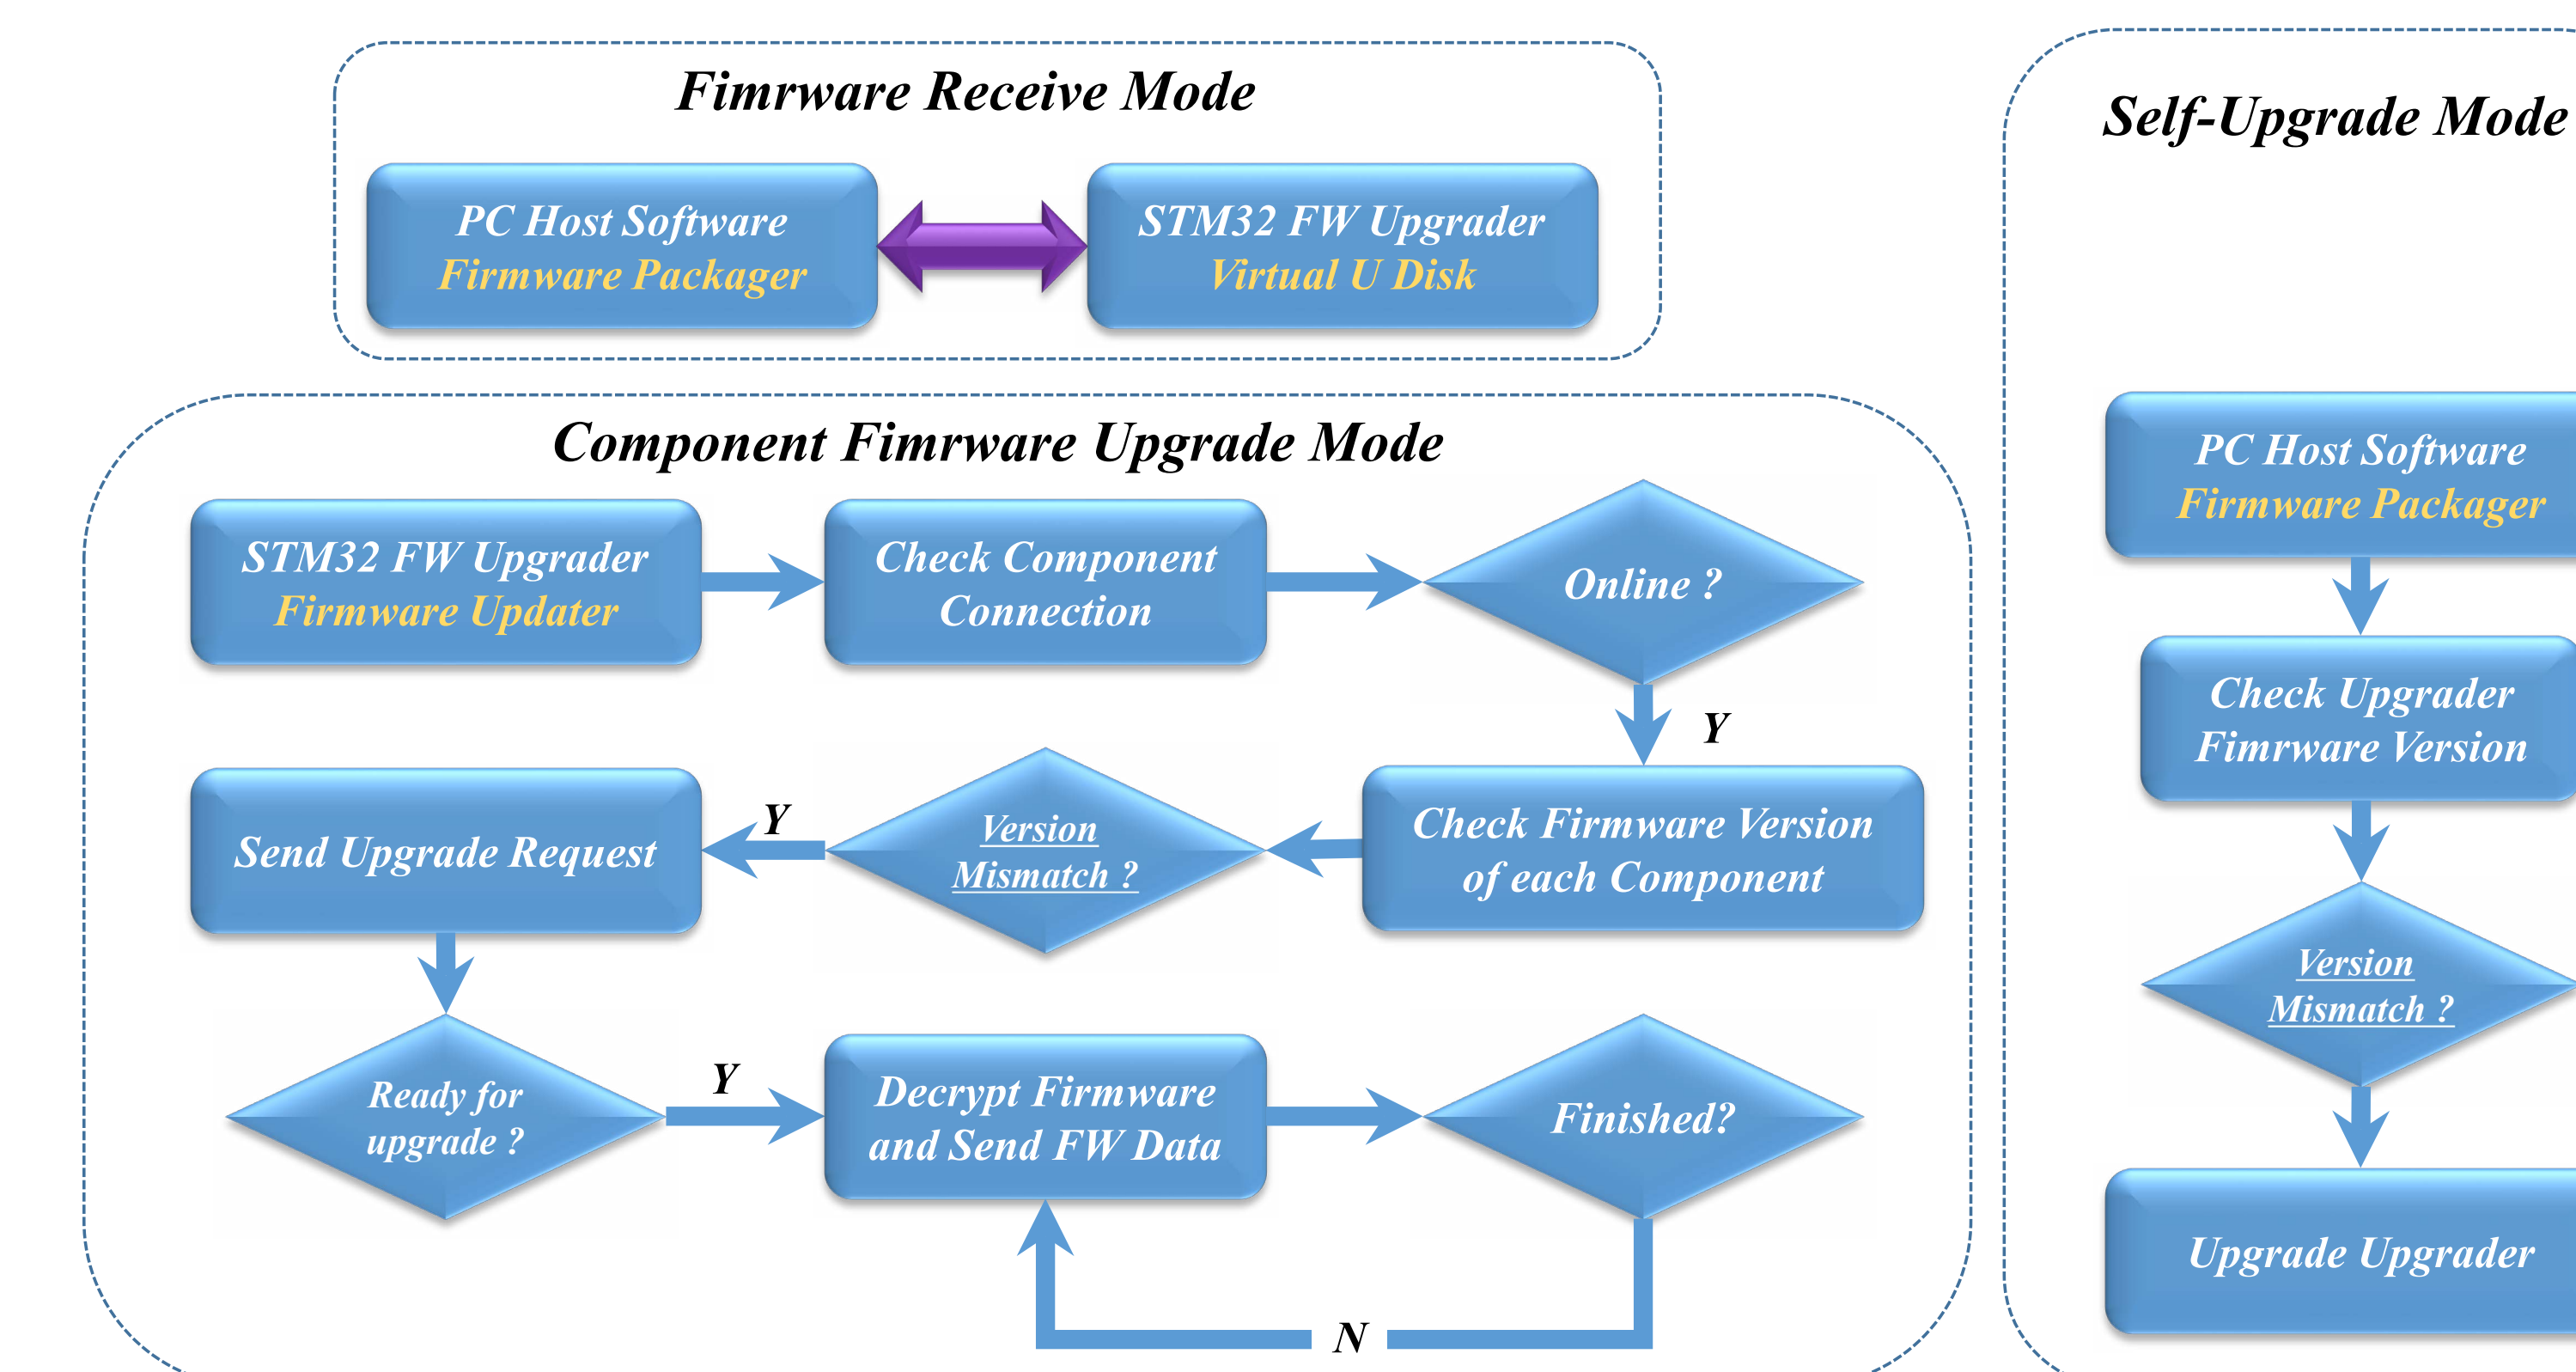 Fimrware Receive Mode
PC Host Software
Firmware Packager
STM32 FW Upgrader
Virtual U Disk
Component Fimrware Upgrade Mode
STM32 FW Upgrader
Firmware Updater
Check Component
Connection
Online ?
Y
Check Firmware Version
of each Component
Version
Mismatch ?
Y
Send Upgrade Request
Ready for
upgrade ?
Y
Decrypt Firmware
and Send FW Data
Finished?
N
Self-Upgrade Mode
PC Host Software
Firmware Packager
Check Upgrader
Fimrware Version
Version
Mismatch ?
Upgrade Upgrader